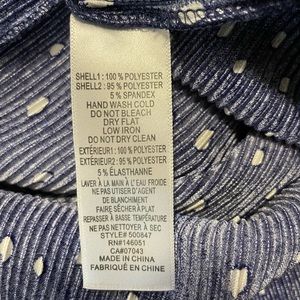 SHELL1: 100% POLYESTER
SHELL2: 95% POLYESTER
5% SPANDEX
HAND WASH COLD
DO NOT BLEACH
DRY FLAT
LOW IRON
DO NOT DRY CLEAN
EXTÉRIEUR1: 100% POLYESTER
EXTÉRIEUR2: 95% POLYESTER
5% ÉLASTHANNE
LAVER À LA MAIN À L'EAU FROIDE
NE PAS UTISER D'AGENT
DE BLANCHIMENT
FAIRE SÉCHER À PLAT
REPASSER À BASSE TEMPÉRATURE
NE PAS NETTOYER À SEC
STYLE# 500847
RN#146051
CA#07043
MADE IN CHINA
FABRIQUÉ EN CHINE